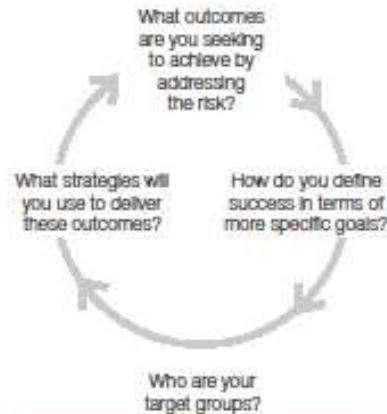 What outcomes
are you seeking
to achieve by
addressing
the risk?
How do you define
success in terms of
more specific goals?
Who are your
target groups?
What strategies will
you use to deliver
these outcomes?